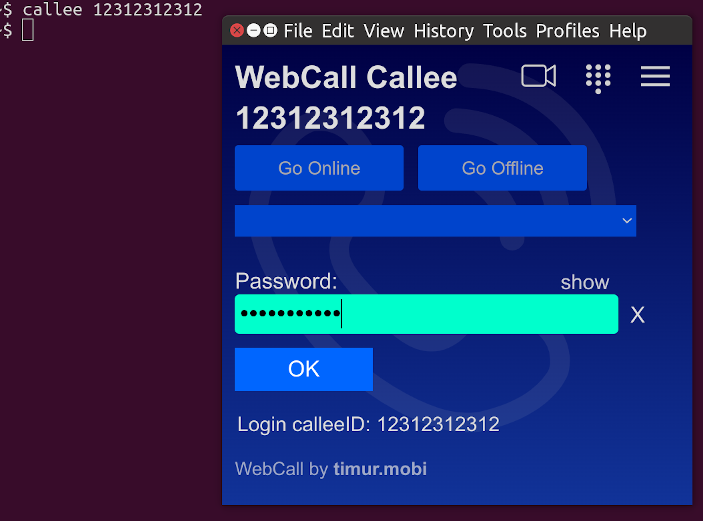 ~$ callee 12312312312
~$
File Edit View History Tools Profiles Help
WebCall Callee
12312312312
Go Online Go Offline
Password: show
••••••••••• X
OK
Login calleeID: 12312312312
WebCall by timur.mobi